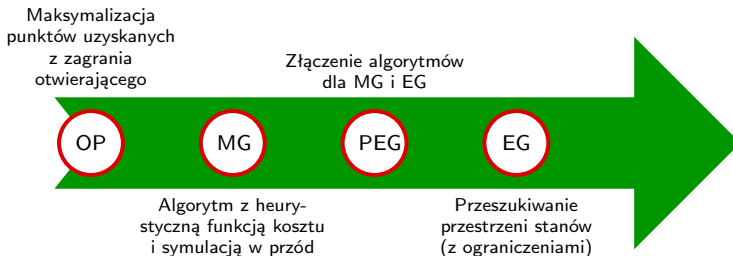 Maksymalizacja
punktów uzyskanych
z zagrania
otwierającego
Złączenie algorytmów
dla MG i EG
OP
MG
PEG
EG
Algorytm z heury-
styczną funkcją kosztu
i symulacją w przód
Przeszukiwanie
przestrzeni stanów
(z ograniczeniami)